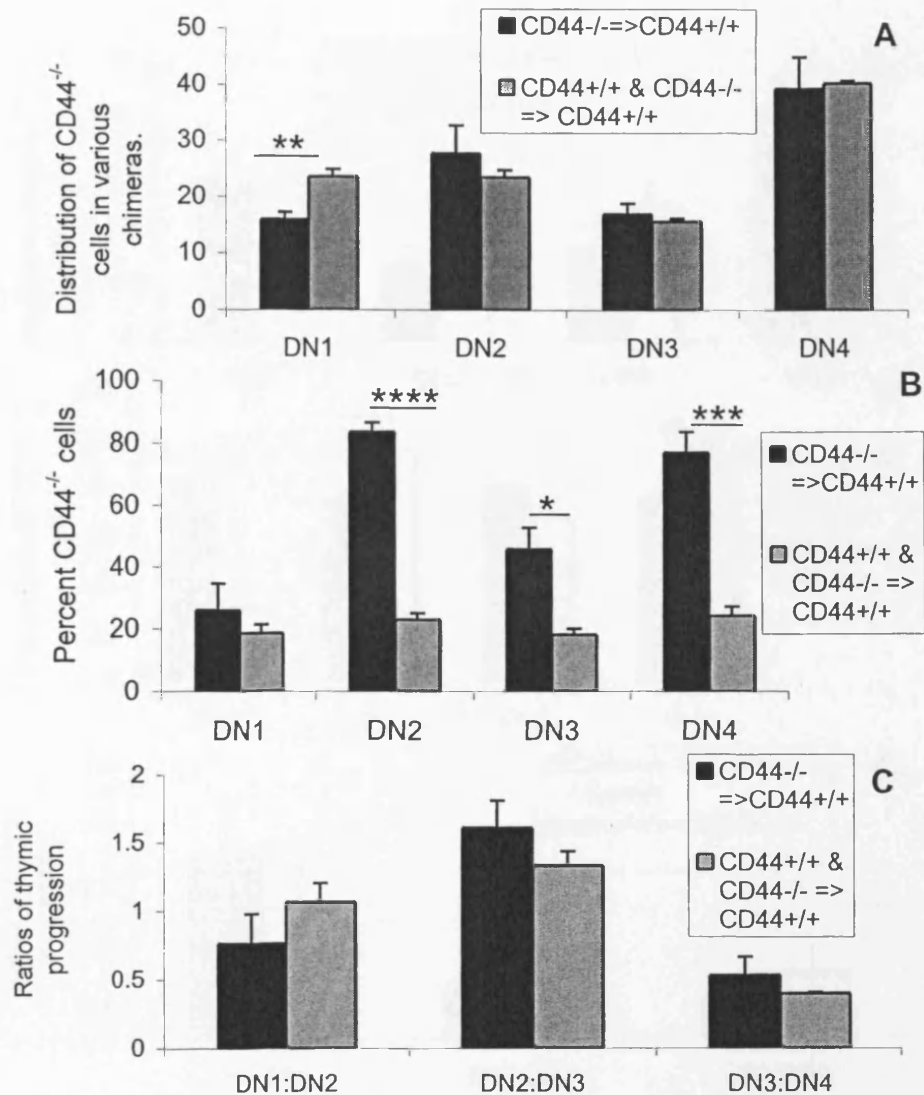 CD44-/-=>CD44+/+
CD44+/+ & CD44-/-
=> CD44+/+
A
Distribution of CD44-/-
cells in various
chimeras.
50
40
30
20
10
0
**
DN1
DN2
DN3
DN4
B
Percent CD44-/- cells
100
80
60
40
20
0
****
*
***
CD44-/-
=>CD44+/+
CD44+/+ &
CD44-/- =>
CD44+/+
DN1
DN2
DN3
DN4
C
Ratios of thymic
progression
2
1.5
1
0.5
0
CD44-/-
=>CD44+/+
CD44+/+ &
CD44-/- =>
CD44+/+
DN1:DN2
DN2:DN3
DN3:DN4